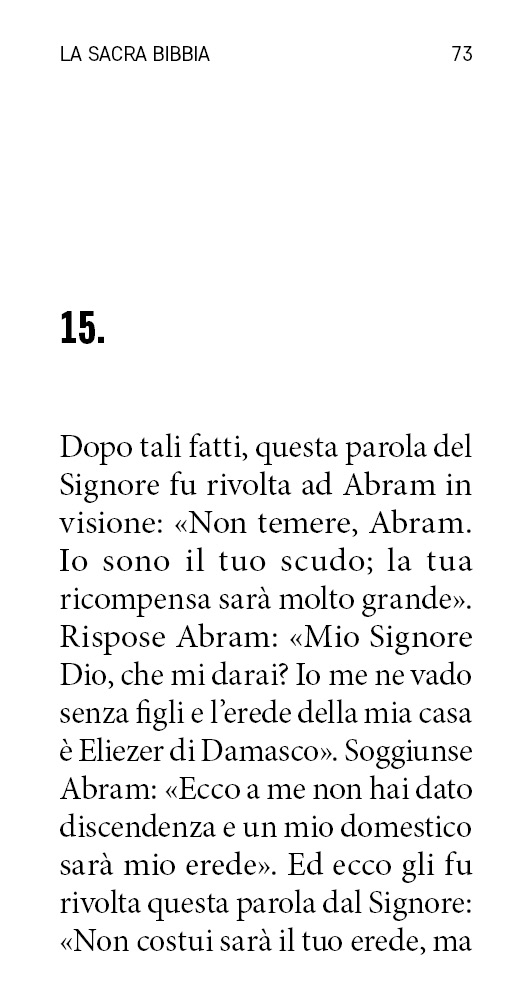 LA SACRA BIBBIA 73
15.
Dopo tali fatti, questa parola del
Signore fu rivolta ad Abram in
visione: «Non temere, Abram.
Io sono il tuo scudo; la tua
ricompensa sarà molto grande».
Rispose Abram: «Mio Signore
Dio, che mi darai? Io me ne vado
senza figli e l’erede della mia casa
è Eliezer di Damasco». Soggiunse
Abram: «Ecco a me non hai dato
discendenza e un mio domestico
sarà mio erede». Ed ecco gli fu
rivolta questa parola dal Signore:
«Non costui sarà il tuo erede, ma